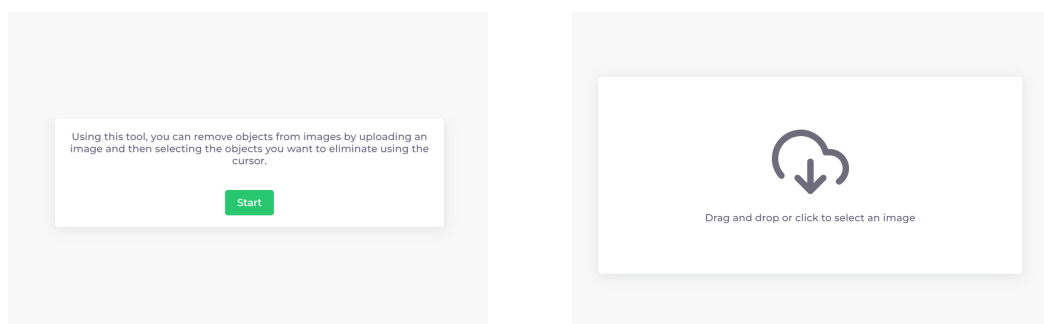 Using this tool, you can remove objects from images by uploading an
image and then selecting the objects you want to eliminate using the
cursor.
Start
Drag and drop or click to select an image